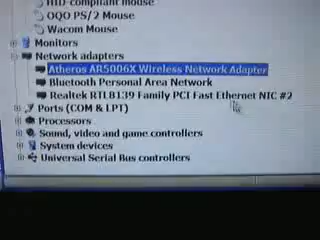 HID-compliant mouse
OQO PS/2 Mouse
Wacom Mouse
Monitors
Network adapters
Atheros AR5006X Wireless Network Adapter
Bluetooth Personal Area Network
Realtek RTL8139 Family PCI Fast Ethernet NIC #2
Ports (COM & LPT)
Processors
Sound, video and game controllers
System devices
Universal Serial Bus controllers